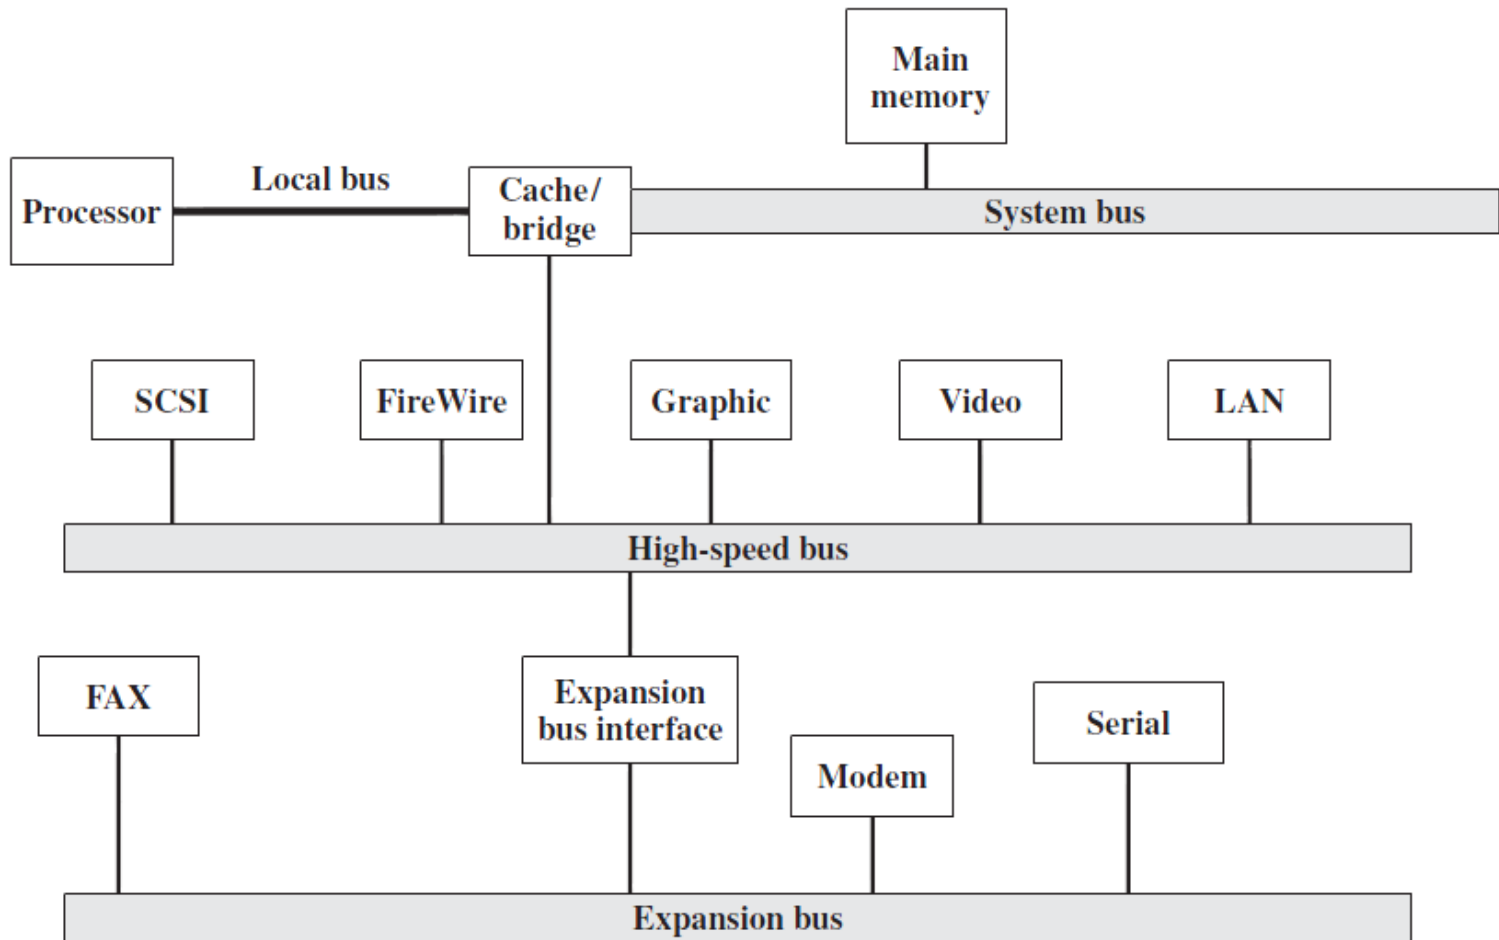 Main
memory
Local bus
Processor
Cache/
bridge
System bus
SCSI
FireWire
Graphic
Video
LAN
High-speed bus
FAX
Expansion
bus interface
Serial
Modem
Expansion bus